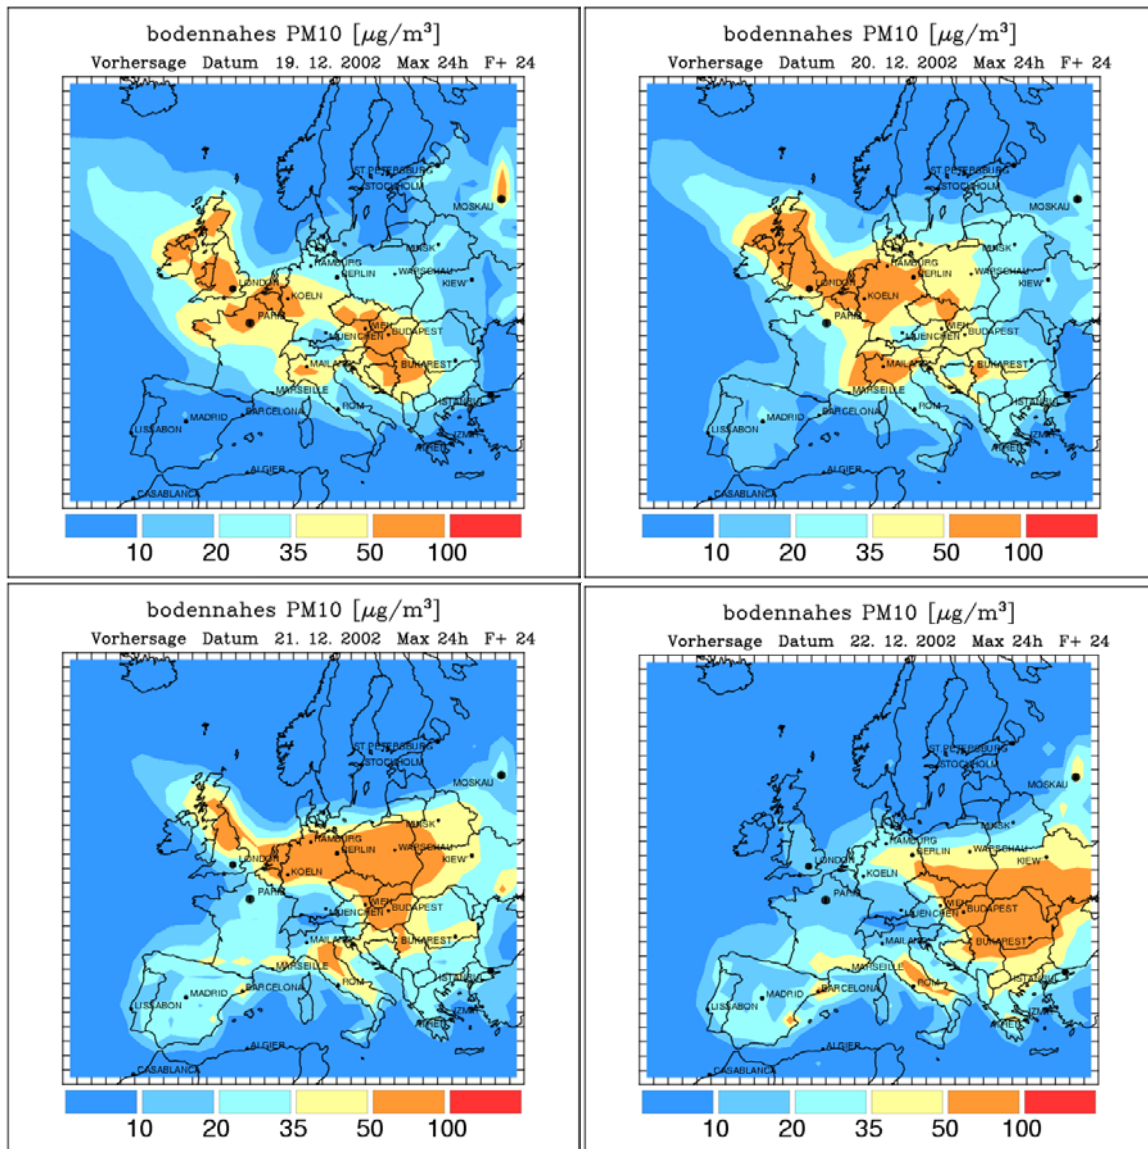 bodennahes PM10 [μg/m³]
Vorhersage Datum 19. 12. 2002 Max 24h F+ 24
ST.PETERSBURG
STOCKHOLM
MOSKAU
MINSK
HAMBURG
BERLIN
WARSCHAU
KIEW
LONDON
KOELN
PARIS
WIEN
MUENCHEN
BUDAPEST
MAILAND
BUKAREST
MARSEILLE
ISTANBUL
MADRID
BARCELONA
ROM
LISSABON
IZMIR
ATHEN
ALGIER
CASABLANCA
10 20 35 50 100
bodennahes PM10 [μg/m³]
Vorhersage Datum 20. 12. 2002 Max 24h F+ 24
ST.PETERSBURG
STOCKHOLM
MOSKAU
MINSK
HAMBURG
BERLIN
WARSCHAU
KIEW
LONDON
KOELN
PARIS
WIEN
MUENCHEN
BUDAPEST
MAILAND
BUKAREST
MARSEILLE
ISTANBUL
MADRID
BARCELONA
ROM
LISSABON
IZMIR
ATHEN
ALGIER
CASABLANCA
10 20 35 50 100
bodennahes PM10 [μg/m³]
Vorhersage Datum 21. 12. 2002 Max 24h F+ 24
ST.PETERSBURG
STOCKHOLM
MOSKAU
MINSK
HAMBURG
BERLIN
WARSCHAU
KIEW
LONDON
KOELN
PARIS
WIEN
MUENCHEN
BUDAPEST
MAILAND
BUKAREST
MARSEILLE
ISTANBUL
MADRID
BARCELONA
ROM
LISSABON
IZMIR
ATHEN
ALGIER
CASABLANCA
10 20 35 50 100
bodennahes PM10 [μg/m³]
Vorhersage Datum 22. 12. 2002 Max 24h F+ 24
ST.PETERSBURG
STOCKHOLM
MOSKAU
MINSK
HAMBURG
BERLIN
WARSCHAU
KIEW
LONDON
KOELN
PARIS
WIEN
MUENCHEN
BUDAPEST
MAILAND
BUKAREST
MARSEILLE
ISTANBUL
MADRID
BARCELONA
ROM
LISSABON
IZMIR
ATHEN
ALGIER
CASABLANCA
10 20 35 50 100